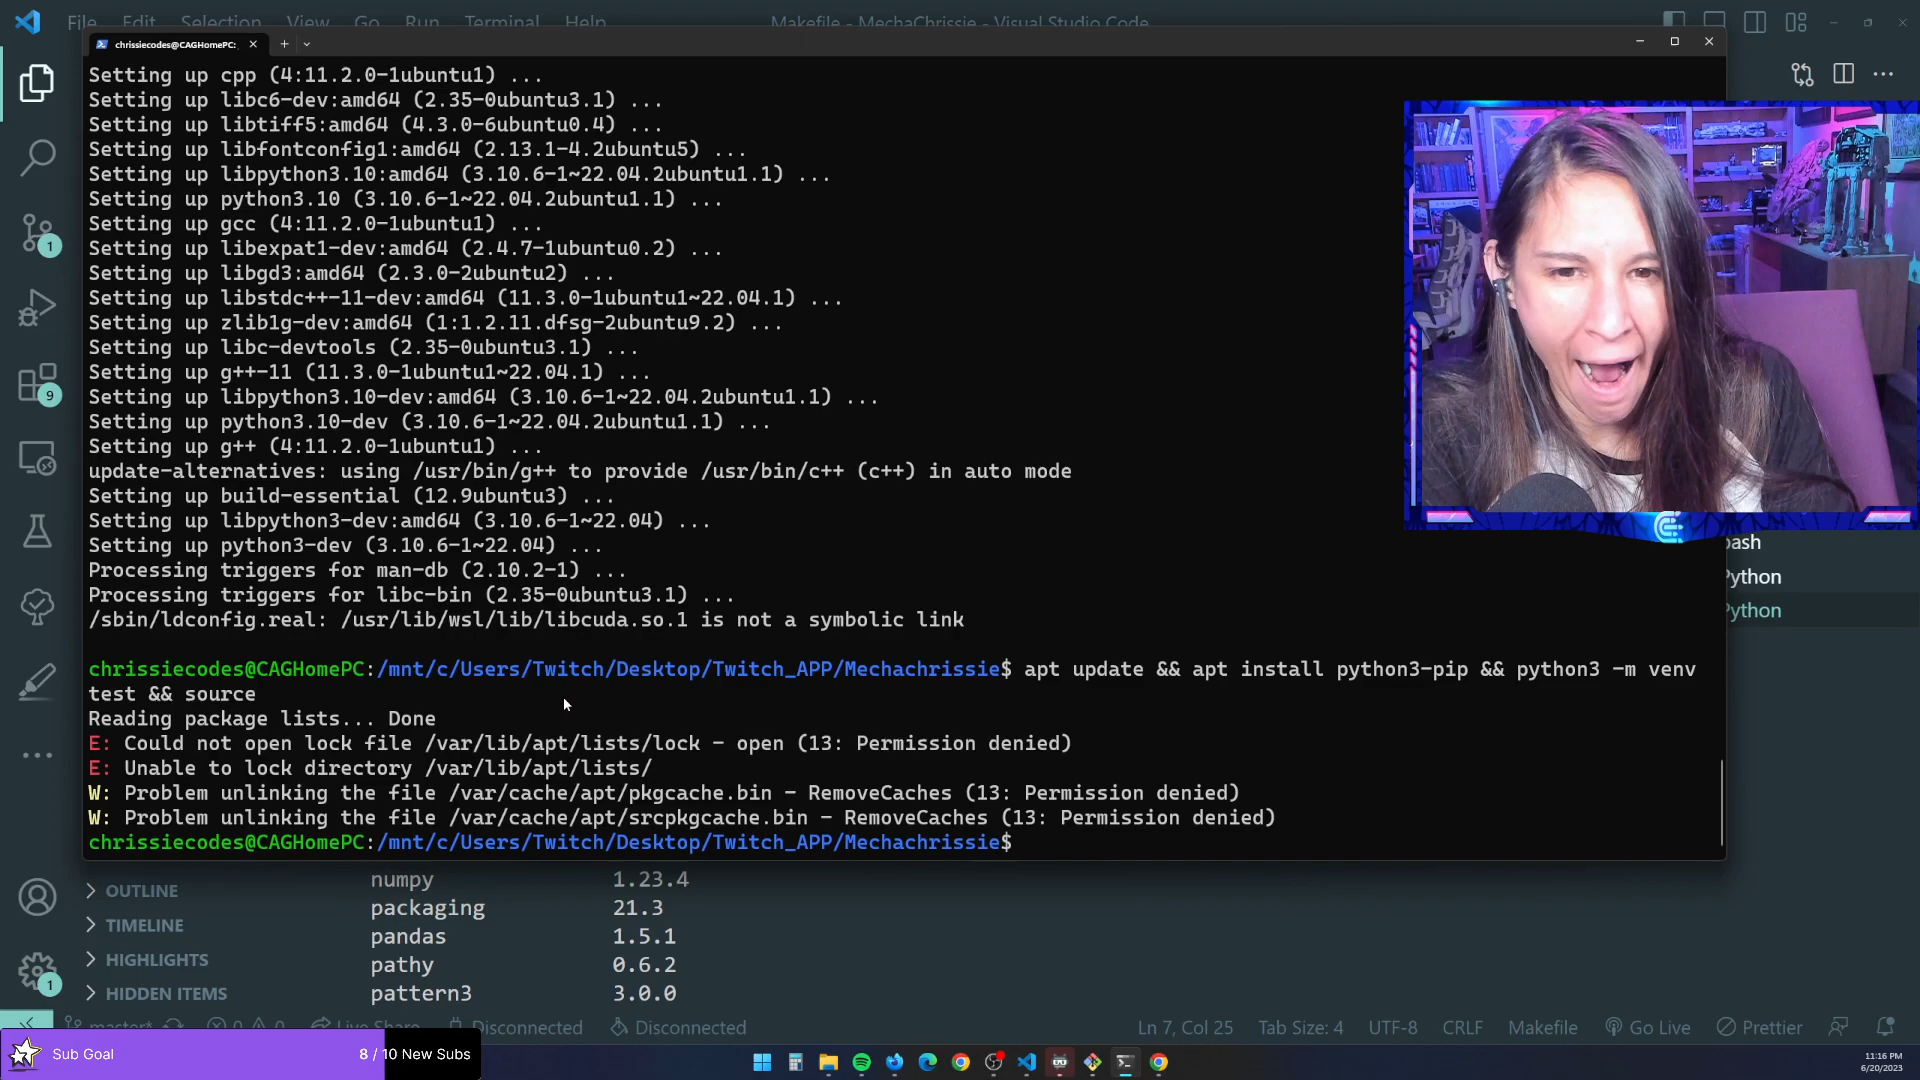 File Edit Selection View Go Run Terminal Help
Makefile - MechaChrissie - Visual Studio Code
chrissiecodes@CAGHomePC:
Setting up cpp (4:11.2.0-1ubuntu1) ...
Setting up libc6-dev:amd64 (2.35-0ubuntu3.1) ...
Setting up libtiff5:amd64 (4.3.0-6ubuntu0.4) ...
Setting up libfontconfig1:amd64 (2.13.1-4.2ubuntu5) ...
Setting up libpython3.10:amd64 (3.10.6-1~22.04.2ubuntu1.1) ...
Setting up python3.10 (3.10.6-1~22.04.2ubuntu1.1) ...
Setting up gcc (4:11.2.0-1ubuntu1) ...
Setting up libexpat1-dev:amd64 (2.4.7-1ubuntu0.2) ...
Setting up libgd3:amd64 (2.3.0-2ubuntu2) ...
Setting up libstdc++-11-dev:amd64 (11.3.0-1ubuntu1~22.04.1) ...
Setting up zlib1g-dev:amd64 (1:1.2.11.dfsg-2ubuntu9.2) ...
Setting up libc-devtools (2.35-0ubuntu3.1) ...
Setting up g++-11 (11.3.0-1ubuntu1~22.04.1) ...
Setting up libpython3.10-dev:amd64 (3.10.6-1~22.04.2ubuntu1.1) ...
Setting up python3.10-dev (3.10.6-1~22.04.2ubuntu1.1) ...
Setting up g++ (4:11.2.0-1ubuntu1) ...
update-alternatives: using /usr/bin/g++ to provide /usr/bin/c++ (c++) in auto mode
Setting up build-essential (12.9ubuntu3) ...
Setting up libpython3-dev:amd64 (3.10.6-1~22.04) ...
Setting up python3-dev (3.10.6-1~22.04) ...
Processing triggers for man-db (2.10.2-1) ...
Processing triggers for libc-bin (2.35-0ubuntu3.1) ...
/sbin/ldconfig.real: /usr/lib/wsl/lib/libcuda.so.1 is not a symbolic link
chrissiecodes@CAGHomePC:/mnt/c/Users/Twitch/Desktop/Twitch_APP/Mechachrissie$ apt update && apt install python3-pip && python3 -m venv
test && source
Reading package lists... Done
E: Could not open lock file /var/lib/apt/lists/lock - open (13: Permission denied)
E: Unable to lock directory /var/lib/apt/lists/
W: Problem unlinking the file /var/cache/apt/pkgcache.bin - RemoveCaches (13: Permission denied)
W: Problem unlinking the file /var/cache/apt/srcpkgcache.bin - RemoveCaches (13: Permission denied)
chrissiecodes@CAGHomePC:/mnt/c/Users/Twitch/Desktop/Twitch_APP/Mechachrissie$
1
9
1
bash
Python
Python
OUTLINE
TIMELINE
HIGHLIGHTS
HIDDEN ITEMS
numpy 1.23.4
packaging 21.3
pandas 1.5.1
pathy 0.6.2
pattern3 3.0.0
master* 0 0 Live Share Disconnected Disconnected
Ln 7, Col 25 Tab Size: 4 UTF-8 CRLF Makefile Go Live Prettier
Sub Goal 8 / 10 New Subs
11:16 PM
6/20/2023